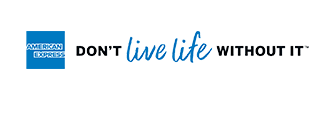 AMERICAN
EXPRESS
DON'T live life WITHOUT IT™